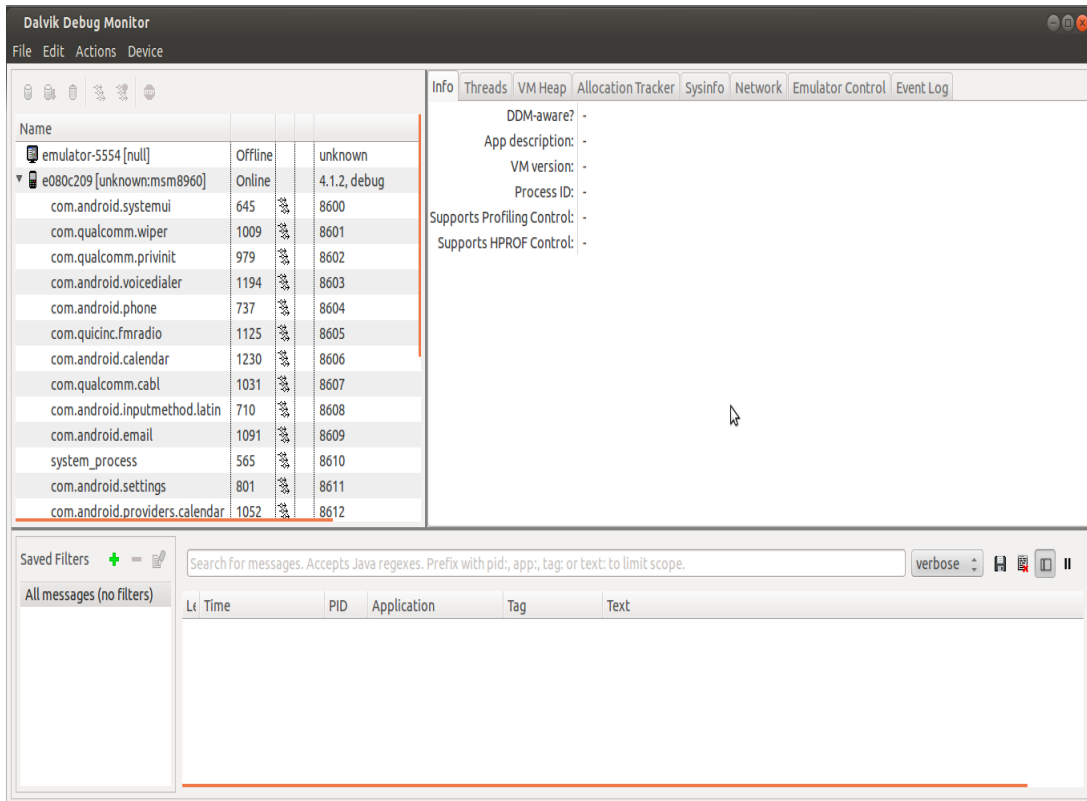 Dalvik Debug Monitor
File Edit Actions Device
Info Threads VM Heap Allocation Tracker Sysinfo Network Emulator Control Event Log
Name
emulator-5554 [null] Offline unknown
e080c209 [unknown:msm8960] Online 4.1.2, debug
com.android.systemui 645 8600
com.qualcomm.wiper 1009 8601
com.qualcomm.privinit 979 8602
com.android.voicedialer 1194 8603
com.android.phone 737 8604
com.quicinc.fmradio 1125 8605
com.android.calendar 1230 8606
com.qualcomm.cabl 1031 8607
com.android.inputmethod.latin 710 8608
com.android.email 1091 8609
system_process 565 8610
com.android.settings 801 8611
com.android.providers.calendar 1052 8612
DDM-aware? -
App description: -
VM version: -
Process ID: -
Supports Profiling Control: -
Supports HPROF Control: -
Saved Filters
All messages (no filters)
Search for messages. Accepts Java regexes. Prefix with pid:, app:, tag: or text: to limit scope.
verbose
Le Time PID Application Tag Text